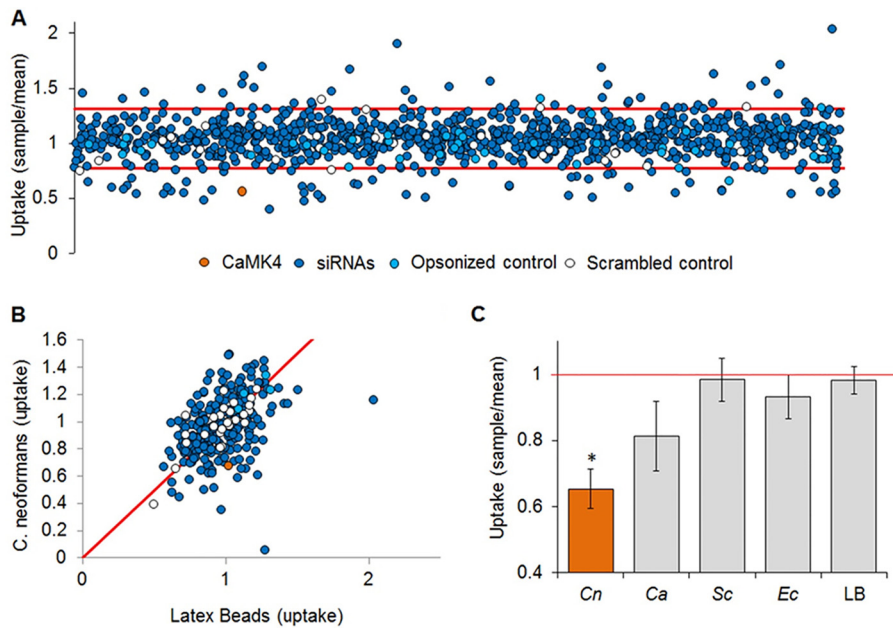 A
Uptake (sample/mean)
2
1.5
1
0.5
0
CaMK4 siRNAs Opsonized control Scrambled control
B
C. neoformans (uptake)
1.6
1.4
1.2
1
0.8
0.6
0.4
0.2
0
0 1 2
Latex Beads (uptake)
C
Uptake (sample/mean)
1
0.8
0.6
0.4
*
Cn Ca Sc Ec LB